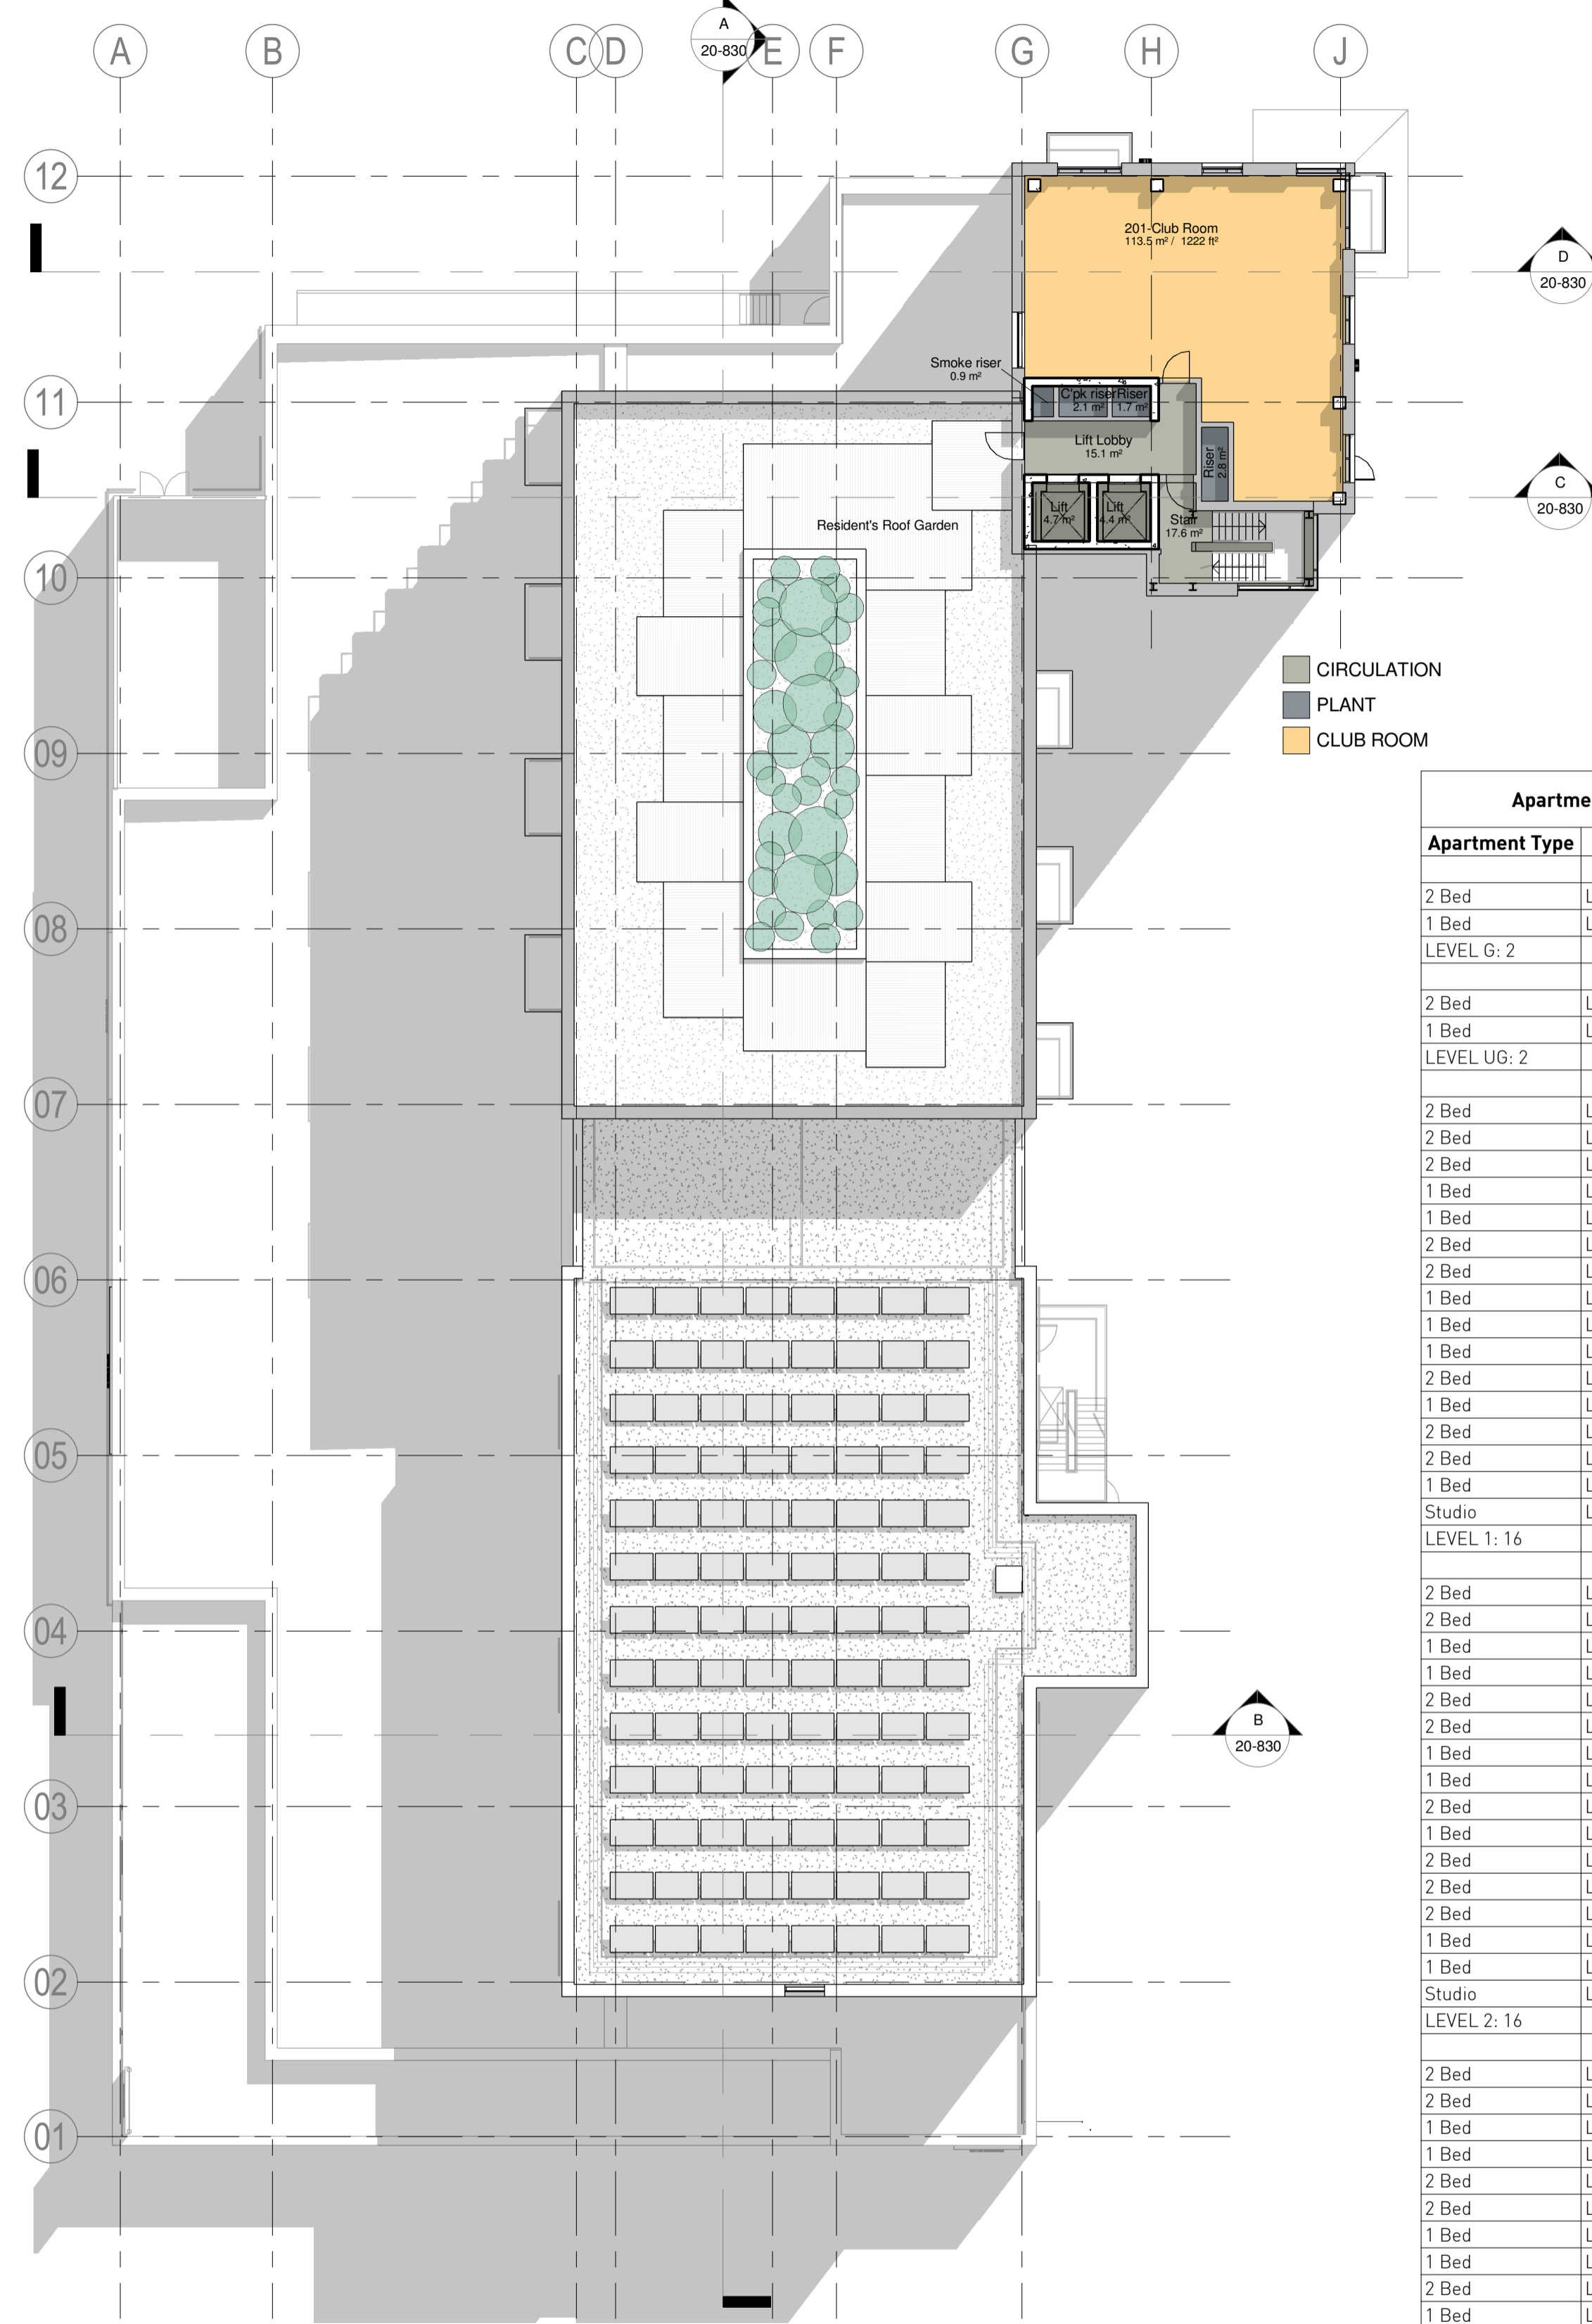 A
B
C
D
A
20-830
E
F
G
H
J
12
201-Club Room
113.5 m² / 1222 ft²
D
20-830
Smoke riser
0.9 m²
11
C'pk riser
2.1 m²
Riser
1.7 m²
Lift Lobby
15.1 m²
Riser
2.8 m²
C
20-830
Lift
4.7 m²
Lift
4.4 m²
Stair
17.6 m²
Resident's Roof Garden
10
CIRCULATION
PLANT
CLUB ROOM
09
08
07
06
05
04
B
20-830
03
02
01
Apartme
Apartment Type
2 Bed L
1 Bed L
LEVEL G: 2
2 Bed L
1 Bed L
LEVEL UG: 2
2 Bed L
2 Bed L
2 Bed L
1 Bed L
1 Bed L
2 Bed L
2 Bed L
1 Bed L
1 Bed L
1 Bed L
2 Bed L
1 Bed L
2 Bed L
2 Bed L
1 Bed L
Studio L
LEVEL 1: 16
2 Bed L
2 Bed L
1 Bed L
1 Bed L
2 Bed L
2 Bed L
1 Bed L
1 Bed L
2 Bed L
1 Bed L
2 Bed L
2 Bed L
2 Bed L
1 Bed L
1 Bed L
Studio L
LEVEL 2: 16
2 Bed L
2 Bed L
1 Bed L
1 Bed L
2 Bed L
2 Bed L
1 Bed L
1 Bed L
2 Bed L
1 Bed L